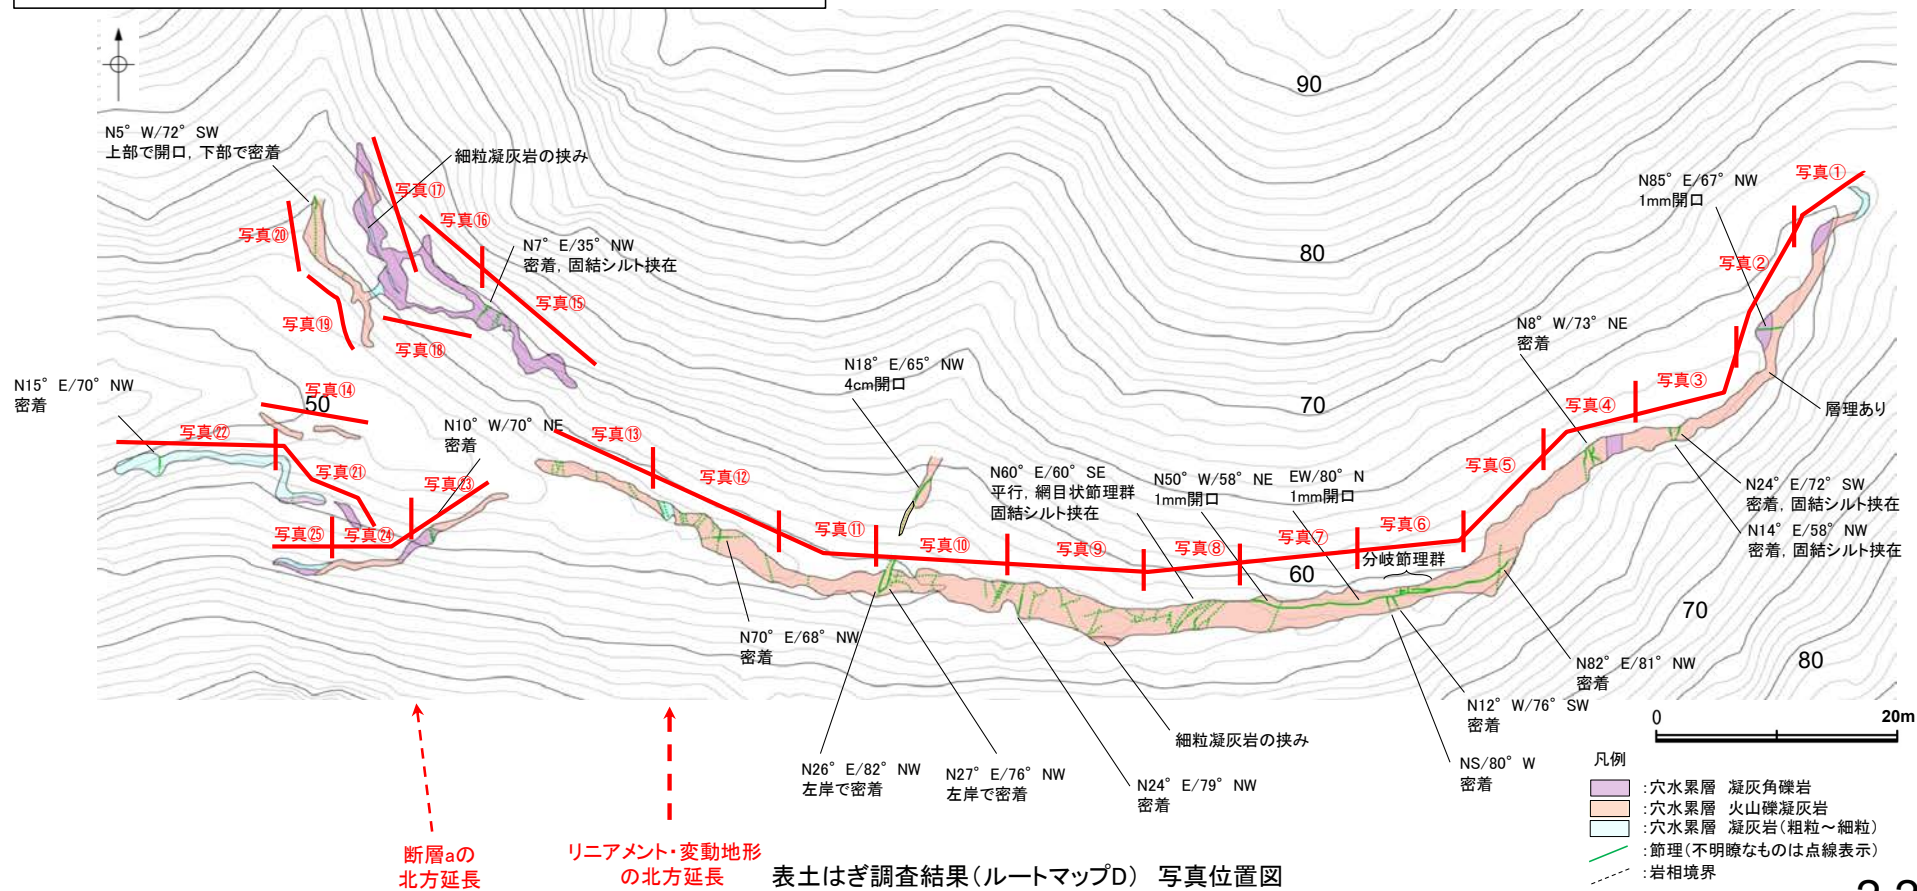 90
N5° W/72° SW
上部で開口, 下部で密着
細粒凝灰岩の挟み
写真⑰
写真⑯
写真①
N85° E/67° NW
1mm開口
写真⑳
N7° E/35° NW
密着, 固結シルト挟在
80
写真②
写真⑮
写真⑲
写真⑱
N8° W/73° NE
密着
N18° E/65° NW
4cm開口
N15° E/70° NW
密着
写真⑭
50
70
写真③
写真④
層理あり
写真㉒
N10° W/70° NE
密着
写真⑬
写真⑫
N60° E/60° SE
平行, 網目状節理群
固結シルト挟在
N50° W/58° NE
1mm開口
EW/80° N
1mm開口
写真⑤
写真㉑
写真㉓
N24° E/72° SW
密着, 固結シルト挟在
写真㉕
写真㉔
写真⑪
写真⑩
写真⑨
写真⑧
写真⑦
写真⑥
N14° E/58° NW
密着, 固結シルト挟在
分岐節理群
60
70
N70° E/68° NW
密着
80
N82° E/81° NW
密着
N12° W/76° SW
密着
細粒凝灰岩の挟み
NS/80° W
密着
N26° E/82° NW
左岸で密着
N27° E/76° NW
左岸で密着
N24° E/79° NW
密着
0
20m
凡例
:穴水累層 凝灰角礫岩
:穴水累層 火山礫凝灰岩
:穴水累層 凝灰岩(粗粒～細粒)
:節理(不明瞭なものは点線表示)
:岩相境界
断層aの
北方延長
リニアメント・変動地形
の北方延長
表土はぎ調査結果(ルートマップD) 写真位置図